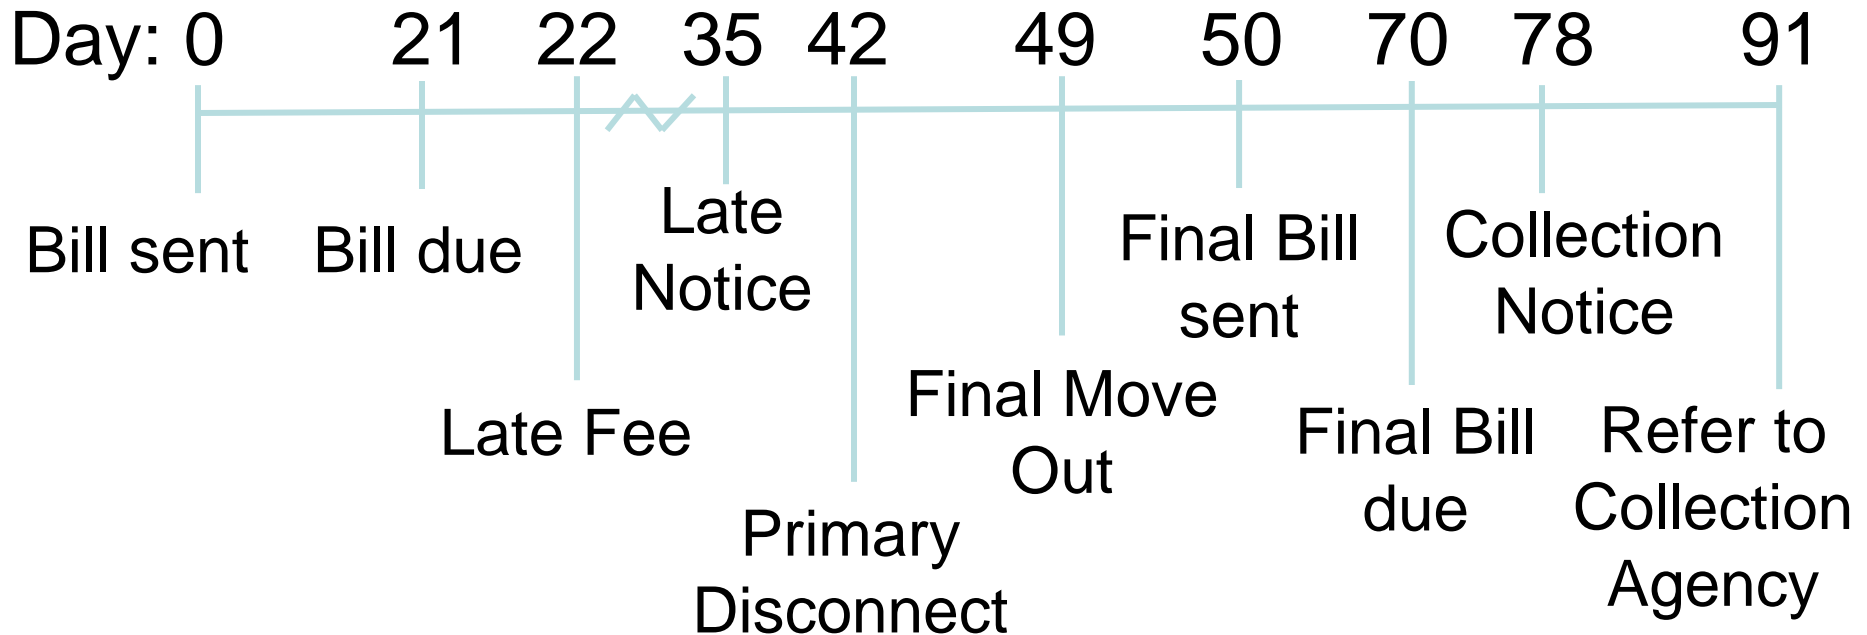 Day: 0 21 22 35 42 49 50 70 78 91
Bill sent
Bill due
Late Fee
Late
Notice
Primary
Disconnect
Final Move
Out
Final Bill
sent
Final Bill
due
Collection
Notice
Refer to
Collection
Agency